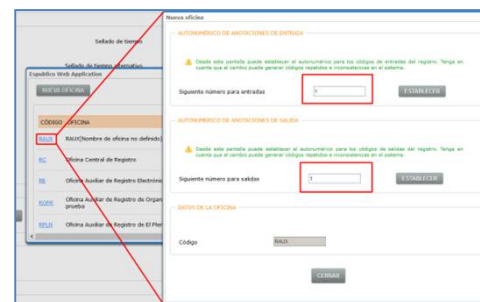 Sellado de tiempo
Sellado de tiempo alternativo
Espublico Web Application
NUEVA OFICINA
CÓDIGO OFICINA
RAUX RAUX(Nombre de oficina no definido)
RC Oficina Central de Registro
RE Oficina Auxiliar de Registro Electrónic
Oficina Auxiliar de Registro de Organ
prueba
RPLN Oficina Auxiliar de Registro de El Plen
Nueva oficina
AUTONUMÉRICO DE ANOTACIONES DE ENTRADA
Desde esta pantalla puede establecer el autonumérico para los códigos de entradas del registro. Tenga en
cuenta que el cambio puede generar códigos repetidos e inconsistencias en el sistema.
Siguiente número para entradas 1 ESTABLECER
AUTONUMÉRICO DE ANOTACIONES DE SALIDA
Desde esta pantalla puede establecer el autonumérico para los códigos de salidas del registro. Tenga en
cuenta que el cambio puede generar códigos repetidos e inconsistencias en el sistema.
Siguiente número para salidas 1 ESTABLECER
DATOS DE LA OFICINA
Código RAUX
CERRAR